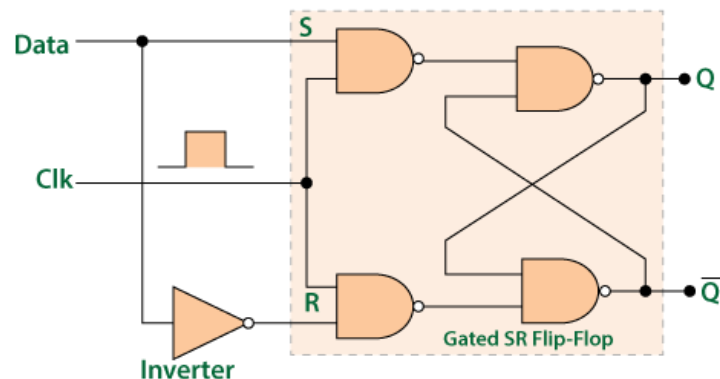 S
Data
Q
Clk
R
Q̅
Gated SR Flip-Flop
Inverter